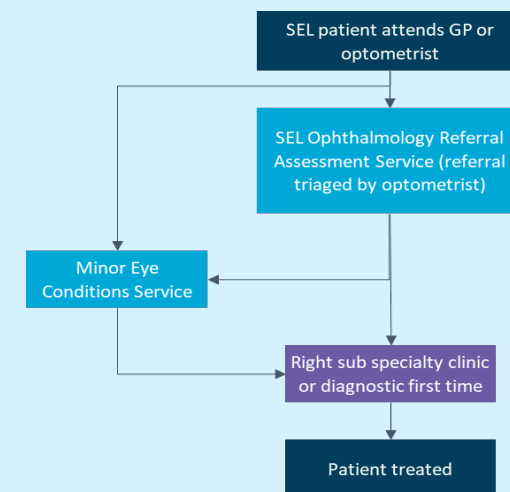 SEL patient attends GP or
optometrist
SEL Ophthalmology Referral
Assessment Service (referral
triaged by optometrist)
Minor Eye
Conditions Service
Right sub specialty clinic
or diagnostic first time
Patient treated